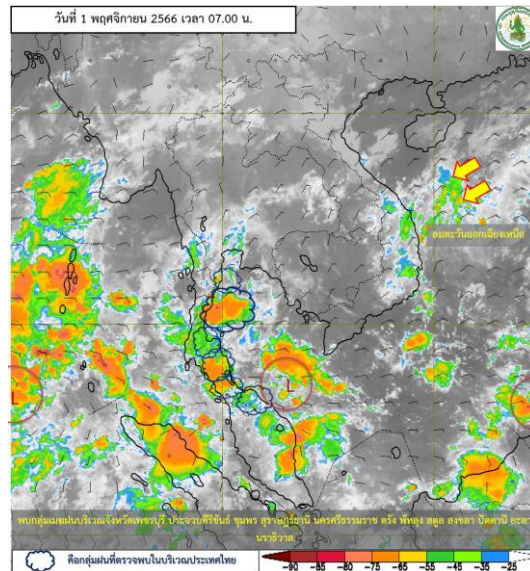 วันที่ 1 พฤศจิกายน 2566 เวลา 07.00 น.
ลมตะวันออกเฉียงเหนือ
L
L
พบกลุ่มเมฆฝนบริเวณจังหวัดเพชรบุรี ประจวบคีรีขันธ์ ชุมพร สุราษฎร์ธานี นครศรีธรรมราช ตรัง พัทลุง สตูล สงขลา ปัตตานี ยะลา
นราธิวาส
คือกลุ่มฝนที่ตรวจพบในบริเวณประเทศไทย
-90 -85 -75 -65 -55 -45 -35 -25